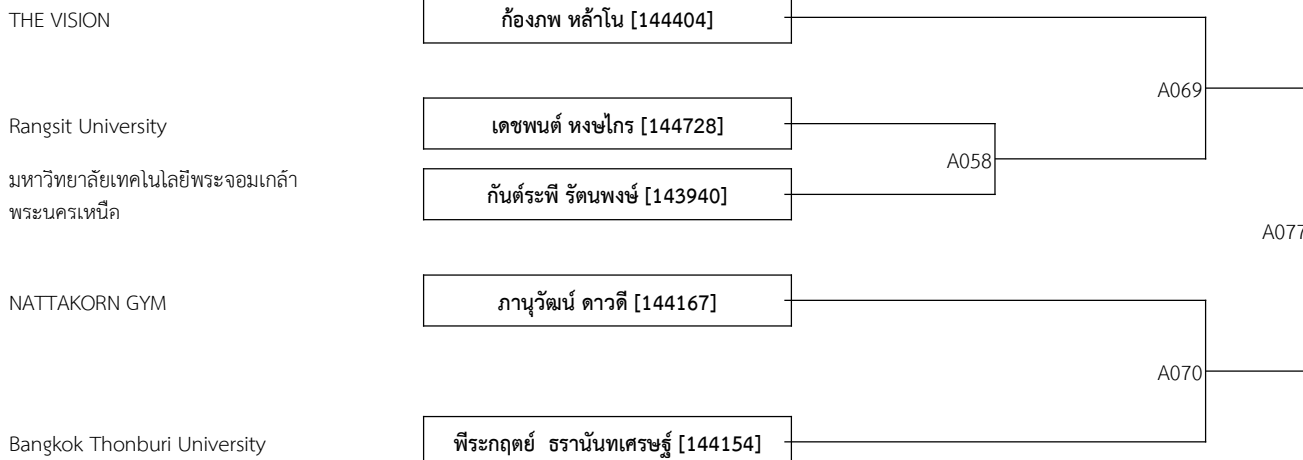 THE VISION
ก้องภพ หล้าโน [144404]
A069
Rangsit University
เดชพนต์ หงษไกร [144728]
A058
มหาวิทยาลัยเทคโนโลยีพระจอมเกล้า
พระนครเหนือ
กันต์ระพี รัตนพงษ์ [143940]
A077
NATTAKORN GYM
ภานุวัฒน์ ดาวดี [144167]
A070
Bangkok Thonburi University
พีระกฤตย์  ธรานันทเศรษฐ์ [144154]